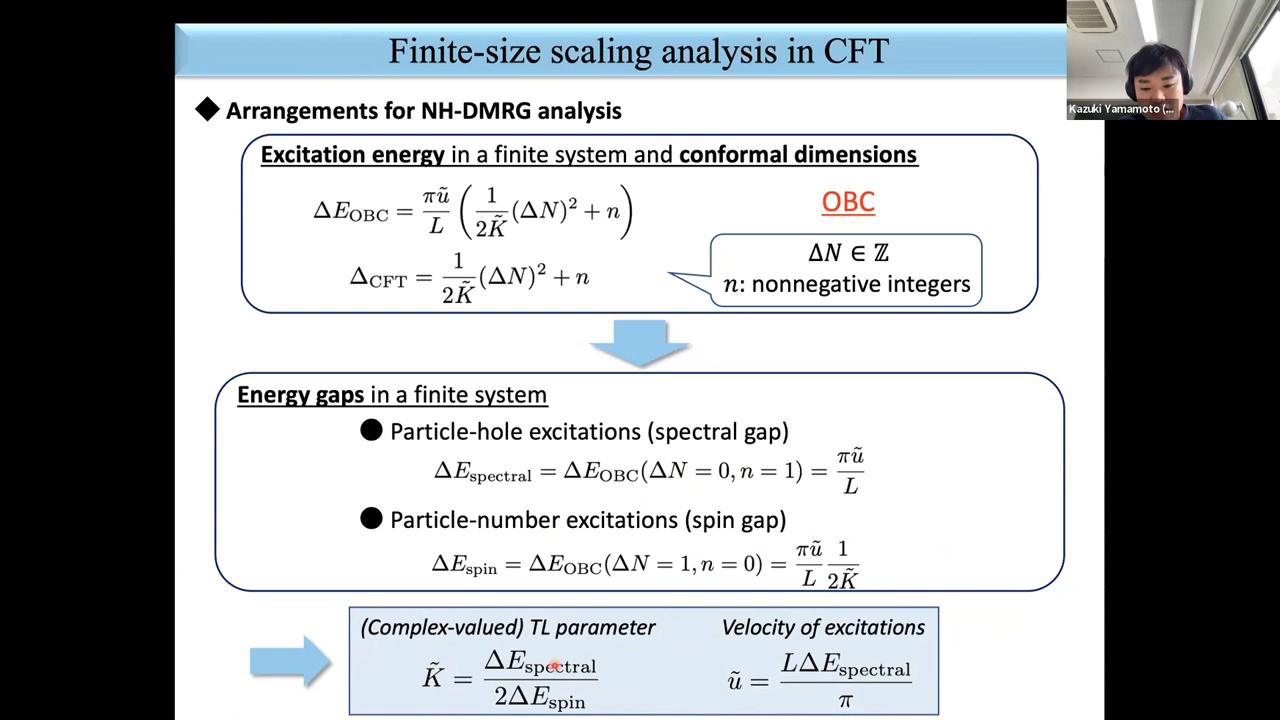 Finite-size scaling analysis in CFT
Kazuki Yamamoto (...
◆ Arrangements for NH-DMRG analysis
Excitation energy in a finite system and conformal dimensions
ΔE_OBC = πũ/L (1/2K̃ (ΔN)² + n)
OBC
Δ_CFT = 1/2K̃ (ΔN)² + n
ΔN ∈ ℤ
n: nonnegative integers
Energy gaps in a finite system
● Particle-hole excitations (spectral gap)
ΔE_spectral = ΔE_OBC(ΔN = 0, n = 1) = πũ/L
● Particle-number excitations (spin gap)
ΔE_spin = ΔE_OBC(ΔN = 1, n = 0) = πũ/L 1/2K̃
(Complex-valued) TL parameter
K̃ = ΔE_spectral/2ΔE_spin
Velocity of excitations
ũ = LΔE_spectral/π